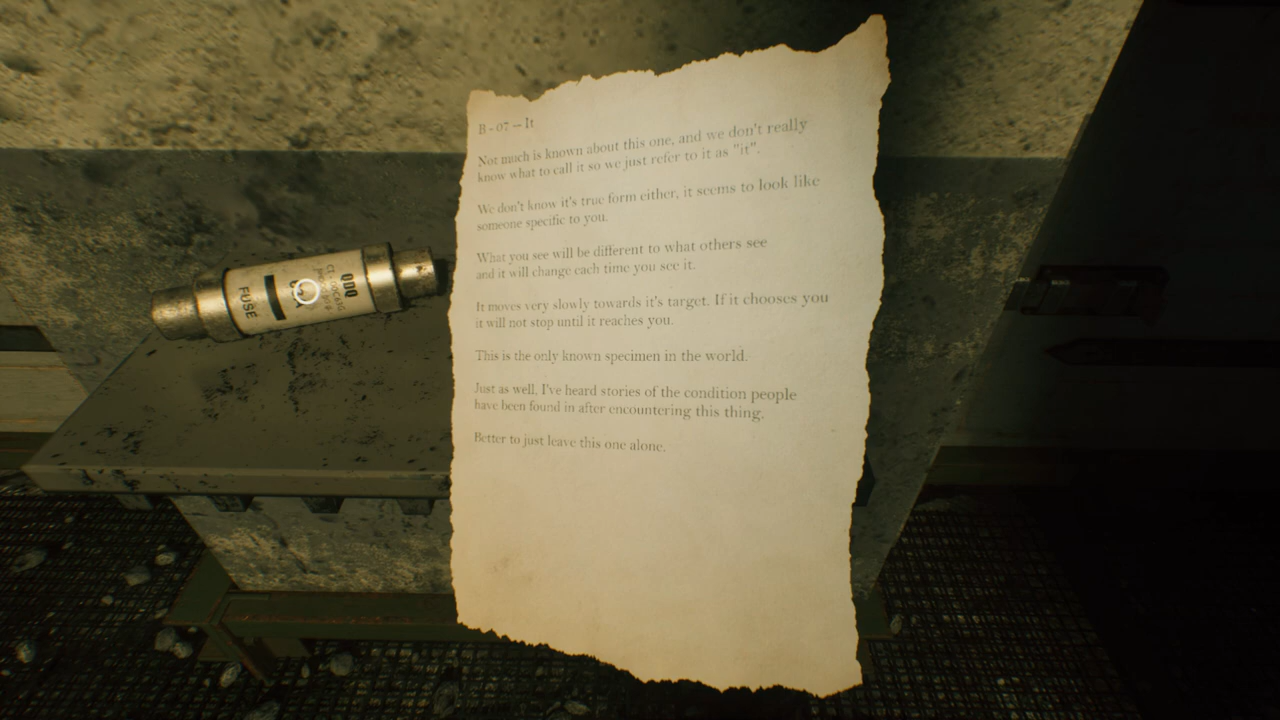 B - 07 – It
Not much is known about this one, and we don't really
know what to call it so we just refer to it as "it".
We don't know it's true form either, it seems to look like
someone specific to you.
What you see will be different to what others see
and it will change each time you see it.
It moves very slowly towards it's target. If it chooses you
it will not stop until it reaches you.
This is the only known specimen in the world.
Just as well, I've heard stories of the condition people
have been found in after encountering this thing.
Better to just leave this one alone.
FUSE